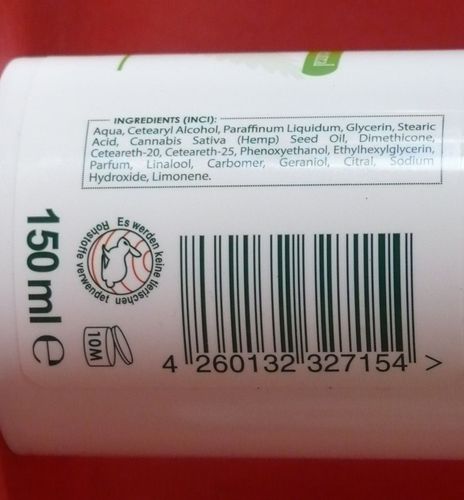 INGREDIENTS (INCI):
Aqua, Cetearyl Alcohol, Paraffinum Liquidum, Glycerin, Stearic
Acid, Cannabis Sativa (Hemp) Seed Oil, Dimethicone,
Ceteareth-20, Ceteareth-25, Phenoxyethanol, Ethylhexylglycerin,
Parfum, Linalool, Carbomer, Geraniol, Citral, Sodium
Hydroxide, Limonene.
150 ml e
Es werden keine tierischen Rohstoffe verwendet
10M
4 260132 327154 >